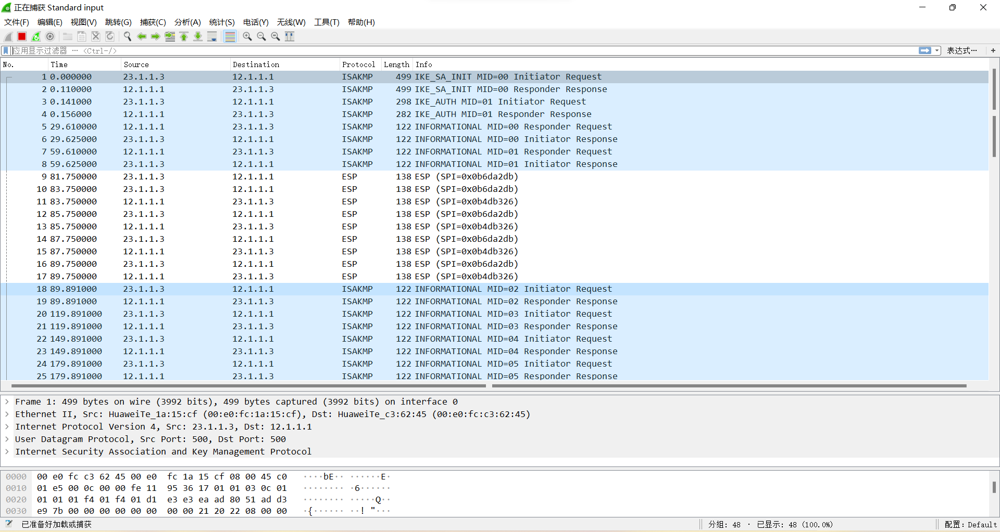 正在捕获 Standard input
文件(F) 编辑(E) 视图(V) 跳转(G) 捕获(C) 分析(A) 统计(S) 电话(Y) 无线(W) 工具(T) 帮助(H)
应用显示过滤器 … <Ctrl-/> 表达式… +
No. Time Source Destination Protocol Length Info
1 0.000000 23.1.1.3 12.1.1.1 ISAKMP 499 IKE_SA_INIT MID=00 Initiator Request
2 0.110000 12.1.1.1 23.1.1.3 ISAKMP 499 IKE_SA_INIT MID=00 Responder Response
3 0.141000 23.1.1.3 12.1.1.1 ISAKMP 298 IKE_AUTH MID=01 Initiator Request
4 0.156000 12.1.1.1 23.1.1.3 ISAKMP 282 IKE_AUTH MID=01 Responder Response
5 29.610000 12.1.1.1 23.1.1.3 ISAKMP 122 INFORMATIONAL MID=00 Responder Request
6 29.625000 23.1.1.3 12.1.1.1 ISAKMP 122 INFORMATIONAL MID=00 Initiator Response
7 59.610000 12.1.1.1 23.1.1.3 ISAKMP 122 INFORMATIONAL MID=01 Responder Request
8 59.625000 23.1.1.3 12.1.1.1 ISAKMP 122 INFORMATIONAL MID=01 Initiator Response
9 81.750000 23.1.1.3 12.1.1.1 ESP 138 ESP (SPI=0x0b6da2db)
10 83.750000 23.1.1.3 12.1.1.1 ESP 138 ESP (SPI=0x0b6da2db)
11 83.750000 12.1.1.1 23.1.1.3 ESP 138 ESP (SPI=0x0b4db326)
12 85.750000 23.1.1.3 12.1.1.1 ESP 138 ESP (SPI=0x0b6da2db)
13 85.750000 12.1.1.1 23.1.1.3 ESP 138 ESP (SPI=0x0b4db326)
14 87.750000 23.1.1.3 12.1.1.1 ESP 138 ESP (SPI=0x0b6da2db)
15 87.750000 12.1.1.1 23.1.1.3 ESP 138 ESP (SPI=0x0b4db326)
16 89.750000 23.1.1.3 12.1.1.1 ESP 138 ESP (SPI=0x0b6da2db)
17 89.750000 12.1.1.1 23.1.1.3 ESP 138 ESP (SPI=0x0b4db326)
18 89.891000 23.1.1.3 12.1.1.1 ISAKMP 122 INFORMATIONAL MID=02 Initiator Request
19 89.891000 12.1.1.1 23.1.1.3 ISAKMP 122 INFORMATIONAL MID=02 Responder Response
20 119.891000 23.1.1.3 12.1.1.1 ISAKMP 122 INFORMATIONAL MID=03 Initiator Request
21 119.891000 12.1.1.1 23.1.1.3 ISAKMP 122 INFORMATIONAL MID=03 Responder Response
22 149.891000 23.1.1.3 12.1.1.1 ISAKMP 122 INFORMATIONAL MID=04 Initiator Request
23 149.891000 12.1.1.1 23.1.1.3 ISAKMP 122 INFORMATIONAL MID=04 Responder Response
24 179.891000 23.1.1.3 12.1.1.1 ISAKMP 122 INFORMATIONAL MID=05 Initiator Request
25 179.891000 12.1.1.1 23.1.1.3 ISAKMP 122 INFORMATIONAL MID=05 Responder Response
Frame 1: 499 bytes on wire (3992 bits), 499 bytes captured (3992 bits) on interface 0
Ethernet II, Src: HuaweiTe_1a:15:cf (00:e0:fc:1a:15:cf), Dst: HuaweiTe_c3:62:45 (00:e0:fc:c3:62:45)
Internet Protocol Version 4, Src: 23.1.1.3, Dst: 12.1.1.1
User Datagram Protocol, Src Port: 500, Dst Port: 500
Internet Security Association and Key Management Protocol
0000 00 e0 fc c3 62 45 00 e0 fc 1a 15 cf 08 00 45 c0 ····bE·· ······E·
0010 01 e5 00 0c 00 00 fe 11 95 36 17 01 01 03 0c 01 ········ ·6······
0020 01 01 01 f4 01 f4 01 d1 e3 e3 ea ad 80 51 ad d3 ········ ·····Q··
0030 e9 7b 00 00 00 00 00 00 00 00 21 20 22 08 00 00 ·{······ ··! "···
已准备好加载或捕获 分组: 48 · 已显示: 48 (100.0%) 配置: Default